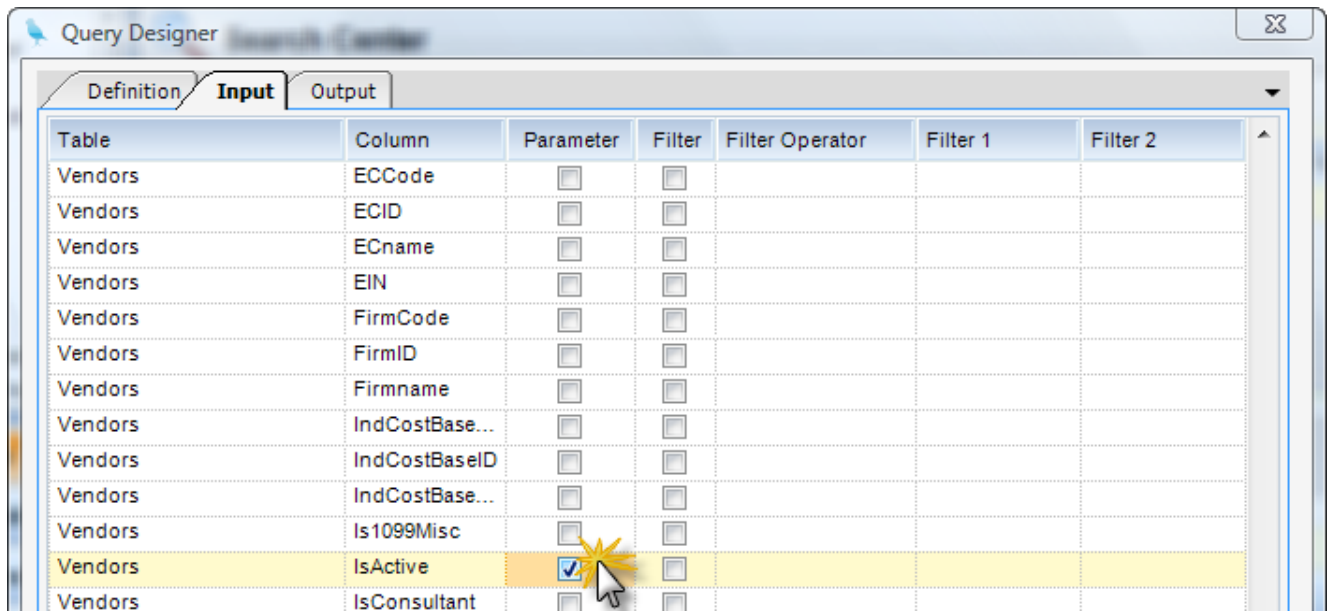 Query Designer
Search Center
Definition Input Output
Table Column Parameter Filter Filter Operator Filter 1 Filter 2
Vendors ECCode
Vendors ECID
Vendors ECname
Vendors EIN
Vendors FirmCode
Vendors FirmID
Vendors Firmname
Vendors IndCostBase...
Vendors IndCostBaseID
Vendors IndCostBase...
Vendors Is1099Misc
Vendors IsActive
Vendors IsConsultant